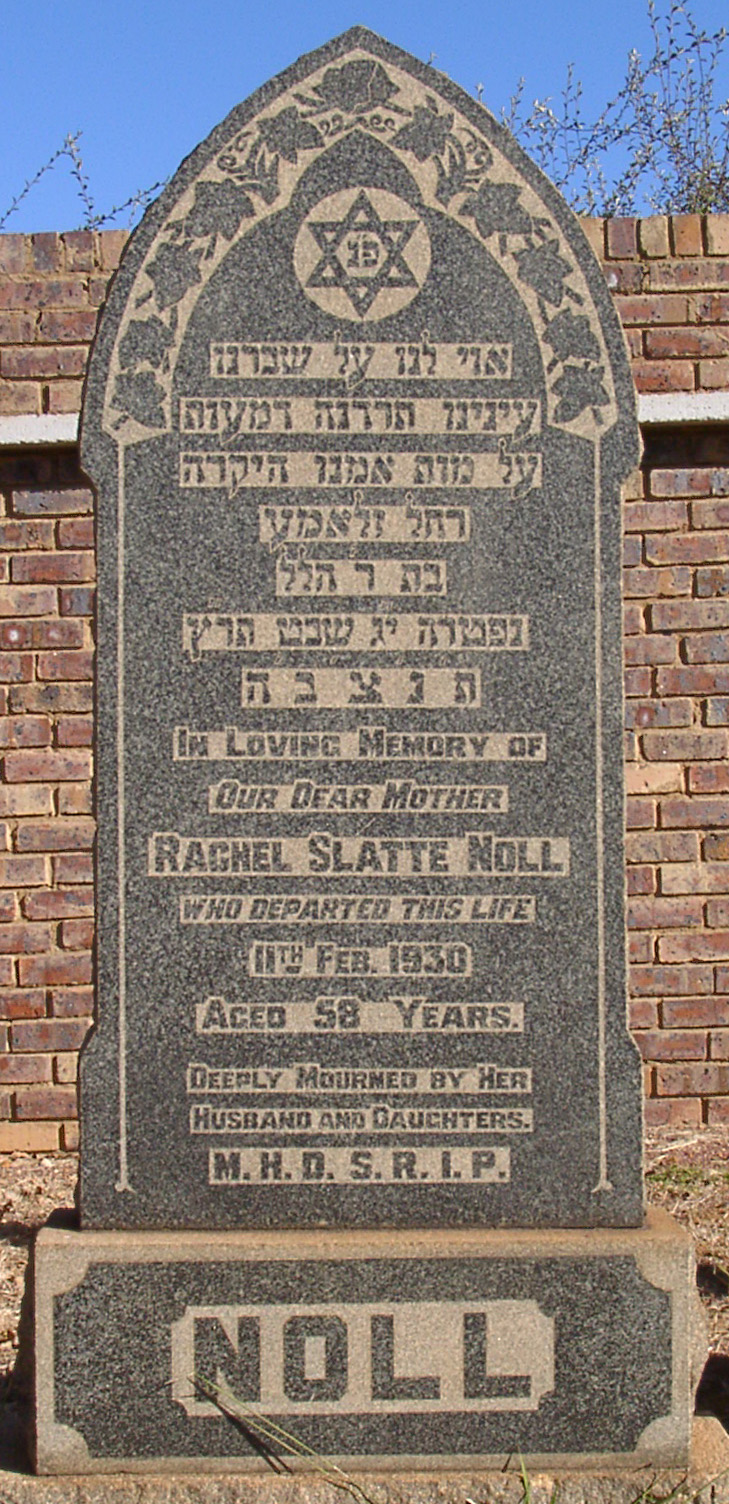 פנ
אוי לנו על שברנו
עינינו תרדנה דמעות
על מות אמנו היקרה
רחל זלאטע
בת ר הלל
נפטרה יג שבט תרץ
ת נ צ ב ה
IN LOVING MEMORY OF
OUR DEAR MOTHER
RACHEL SLATTE NOLL
WHO DEPARTED THIS LIFE
11TH FEB. 1930
AGED 58 YEARS.
DEEPLY MOURNED BY HER
HUSBAND AND DAUGHTERS.
M.H.D.S.R.I.P.
NOLL